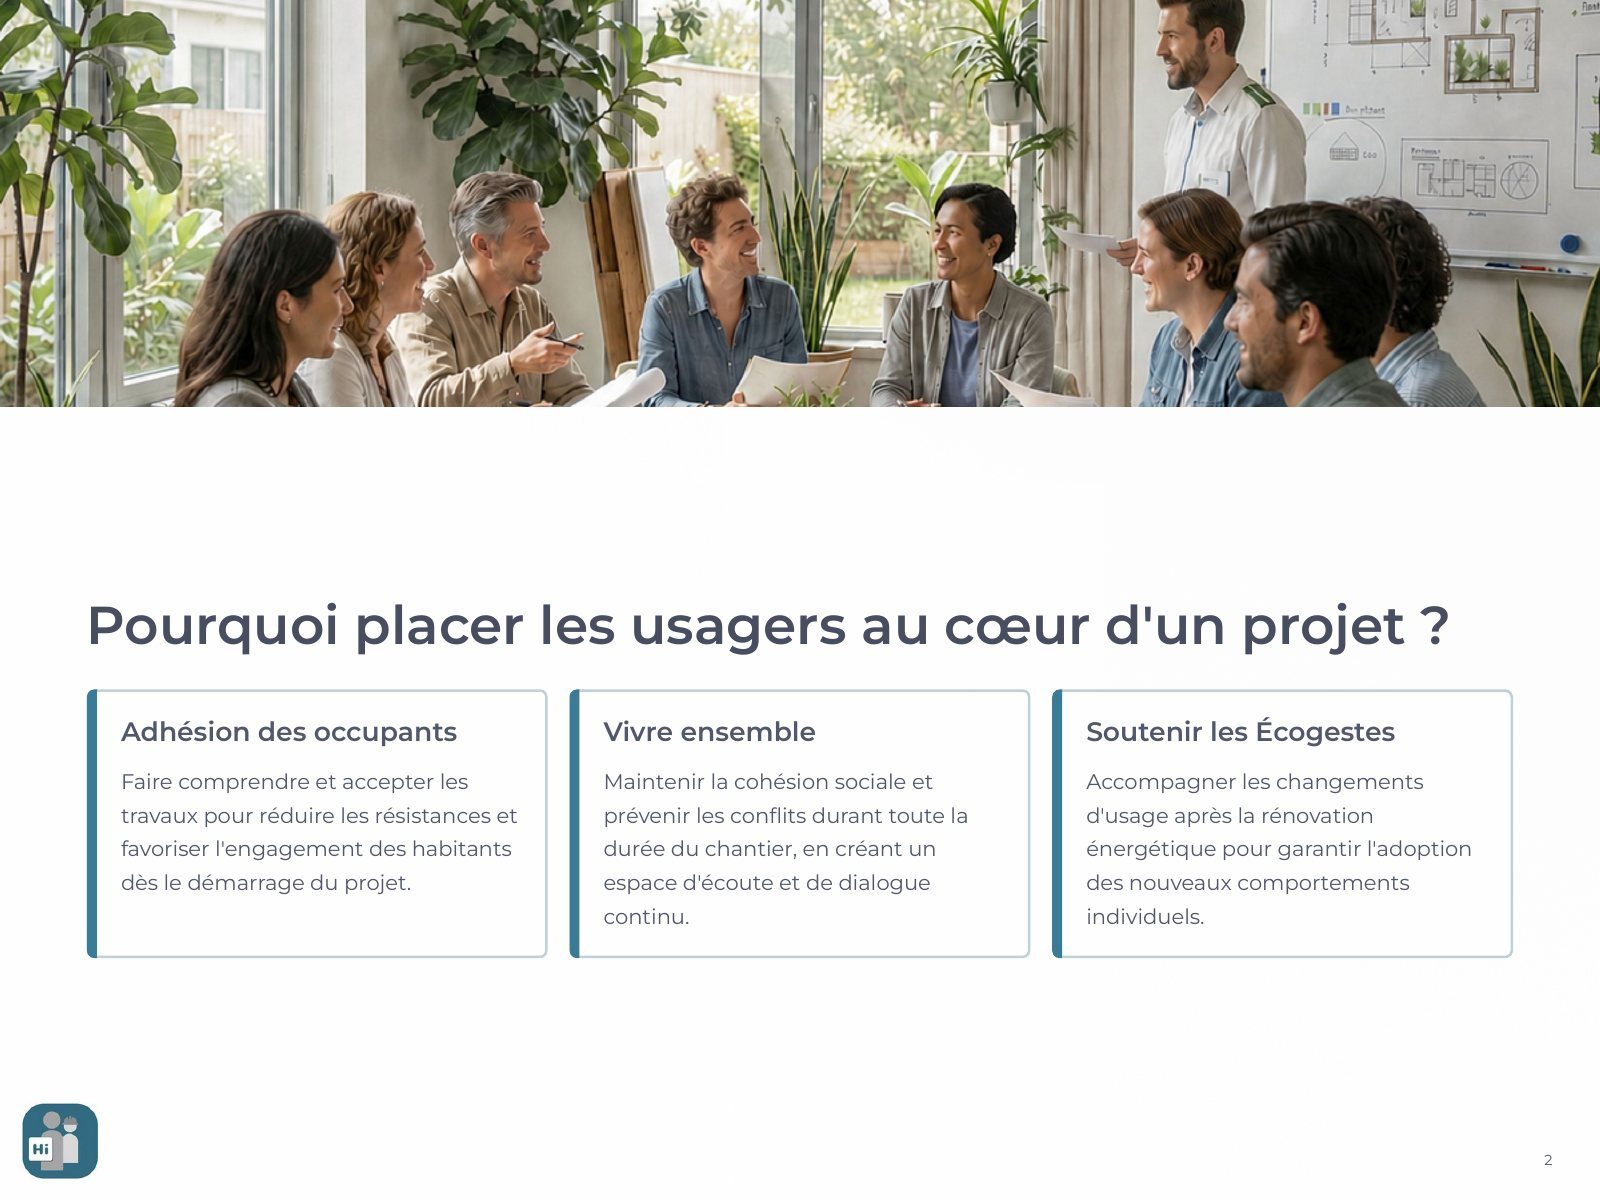 Pourquoi placer les usagers au cœur d'un projet ?
Adhésion des occupants
Faire comprendre et accepter les
travaux pour réduire les résistances et
favoriser l'engagement des habitants
dès le démarrage du projet.
Vivre ensemble
Maintenir la cohésion sociale et
prévenir les conflits durant toute la
durée du chantier, en créant un
espace d'écoute et de dialogue
continu.
Soutenir les Écogestes
Accompagner les changements
d'usage après la rénovation
énergétique pour garantir l'adoption
des nouveaux comportements
individuels.
Hi
2